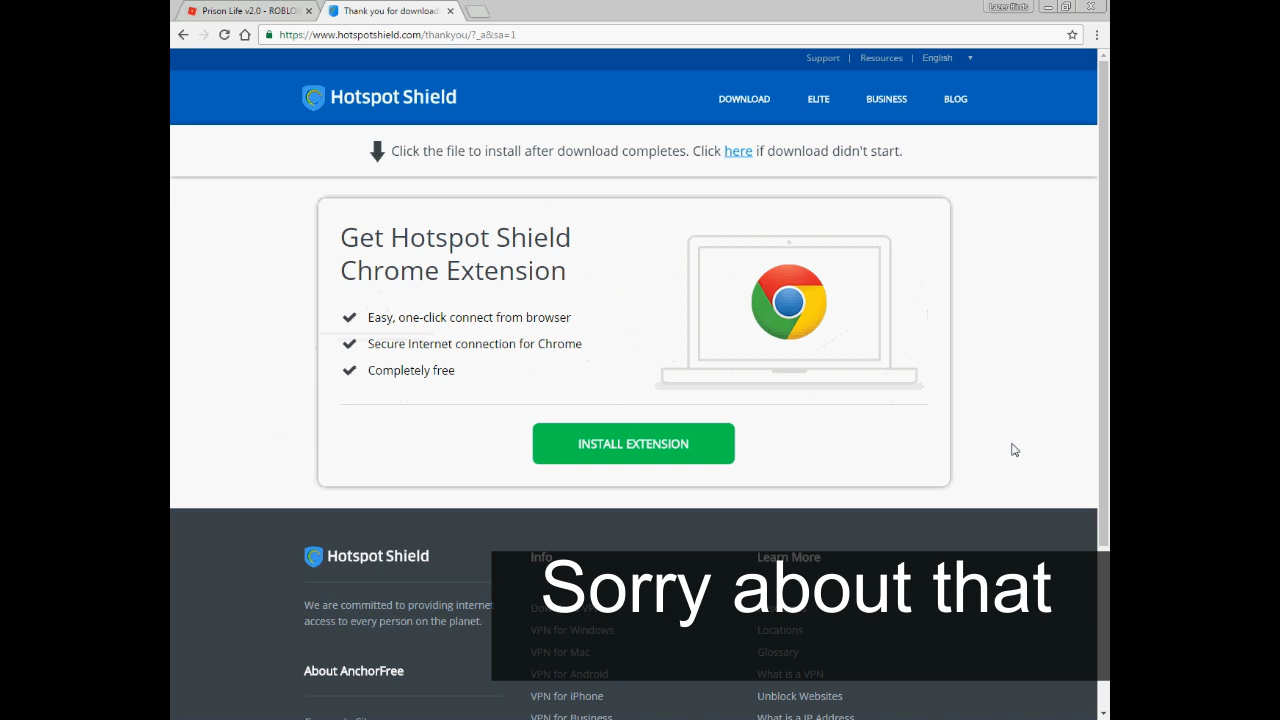 Prison Life v2.0 - ROBLO
Thank you for download
LazerBirds
https://www.hotspotshield.com/thankyou/?_a&sa=1
Support | Resources | English
Hotspot Shield
DOWNLOAD ELITE BUSINESS BLOG
Click the file to install after download completes. Click here if download didn't start.
Get Hotspot Shield
Chrome Extension
Easy, one-click connect from browser
Secure Internet connection for Chrome
Completely free
INSTALL EXTENSION
Hotspot Shield
We are committed to providing internet
access to every person on the planet.
About AnchorFree
Info
VPN for Windows
VPN for Mac
VPN for Android
VPN for iPhone
VPN for Business
Learn More
Locations
Glossary
What is a VPN
Unblock Websites
What is a IP Address
Sorry about that